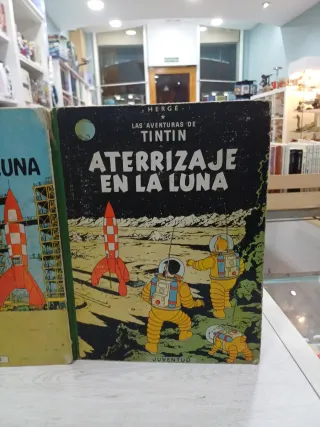 LUNA
HERGÉ
LAS AVENTURAS DE
TINTIN
ATERRIZAJE
EN LA LUNA
JUVENTUD